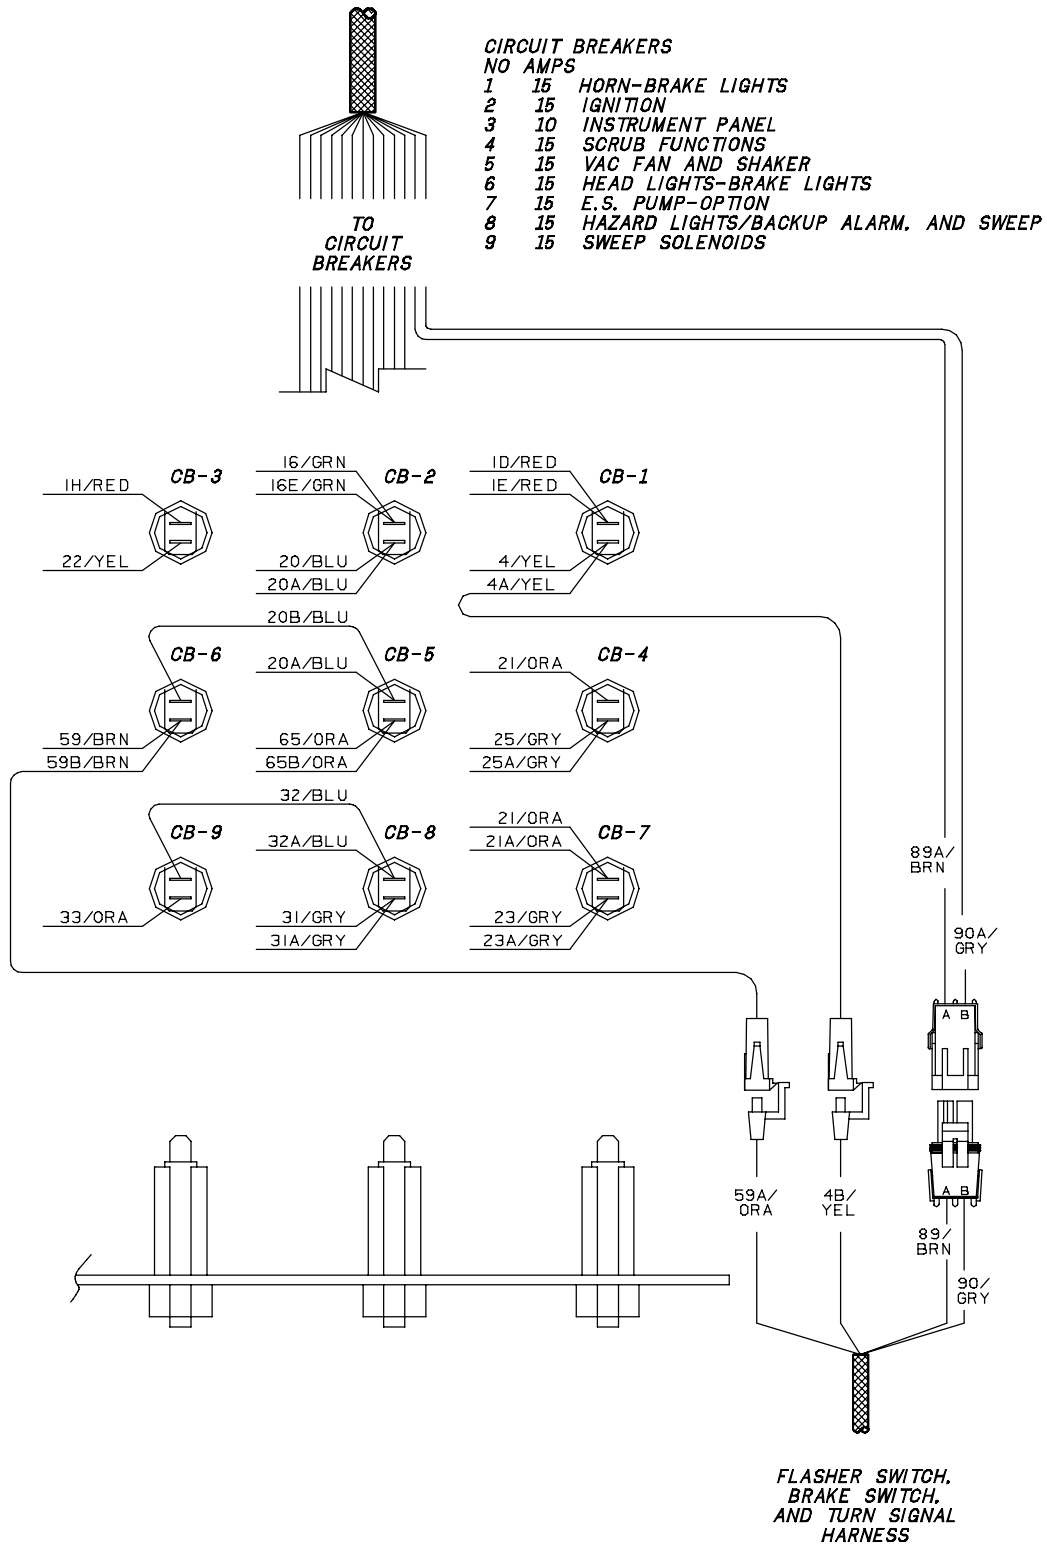 CIRCUIT BREAKERS
NO AMPS
1 15 HORN-BRAKE LIGHTS
2 15 IGNITION
3 10 INSTRUMENT PANEL
4 15 SCRUB FUNCTIONS
5 15 VAC FAN AND SHAKER
6 15 HEAD LIGHTS-BRAKE LIGHTS
7 15 E.S. PUMP-OPTION
8 15 HAZARD LIGHTS/BACKUP ALARM, AND SWEEP
9 15 SWEEP SOLENOIDS
TO
CIRCUIT
BREAKERS
1H/RED
CB-3
22/YEL
16/GRN
16E/GRN
CB-2
20/BLU
20A/BLU
1D/RED
1E/RED
CB-1
4/YEL
4A/YEL
20B/BLU
CB-6
59/BRN
59B/BRN
20A/BLU
CB-5
65/ORA
65B/ORA
21/ORA
CB-4
25/GRY
25A/GRY
32/BLU
CB-9
33/ORA
32A/BLU
CB-8
31/GRY
31A/GRY
21/ORA
21A/ORA
CB-7
23/GRY
23A/GRY
89A/
BRN
90A/
GRY
A B
A B
59A/
ORA
4B/
YEL
89/
BRN
90/
GRY
FLASHER SWITCH,
BRAKE SWITCH,
AND TURN SIGNAL
HARNESS